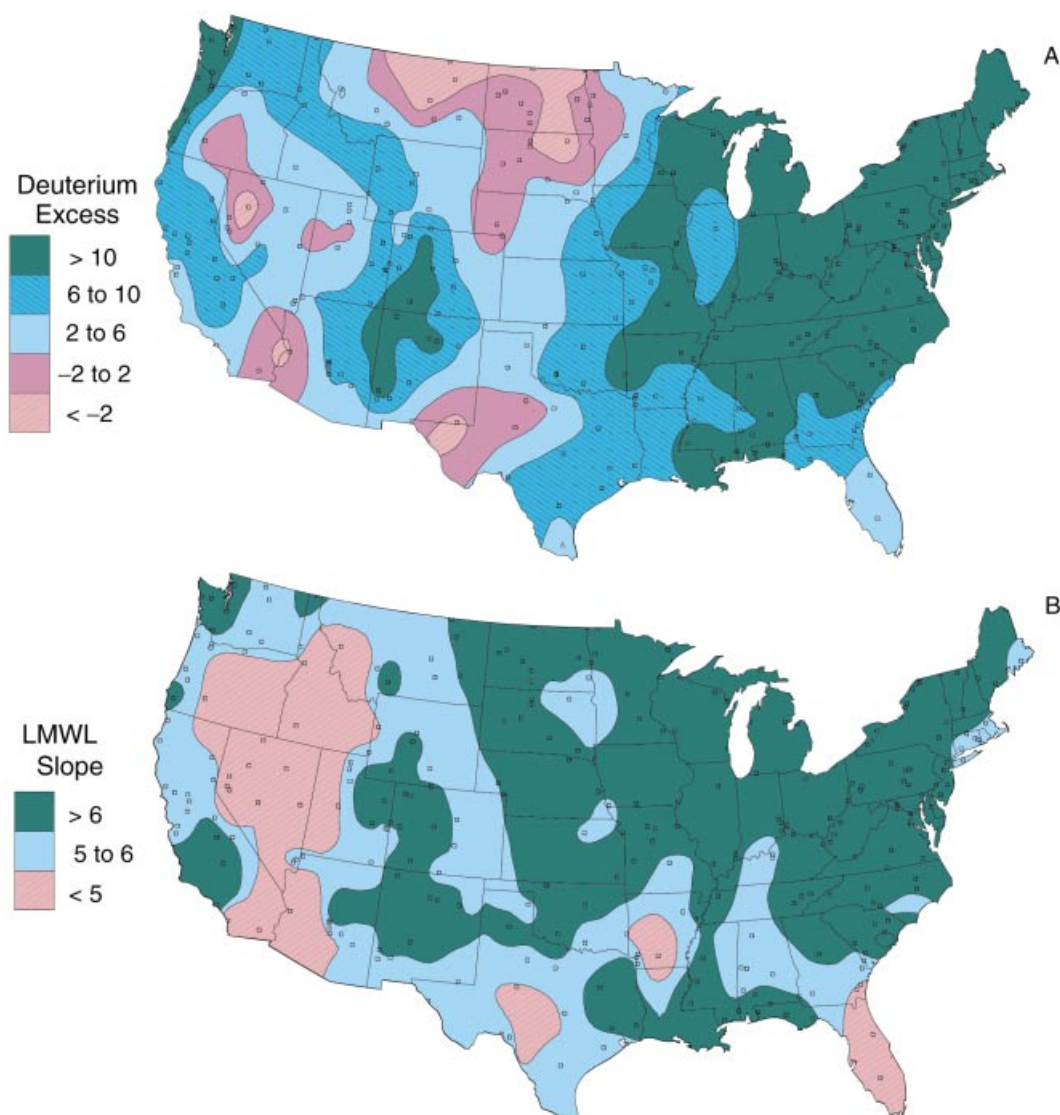 A
Deuterium
Excess
> 10
6 to 10
2 to 6
−2 to 2
< −2
B
LMWL
Slope
> 6
5 to 6
< 5